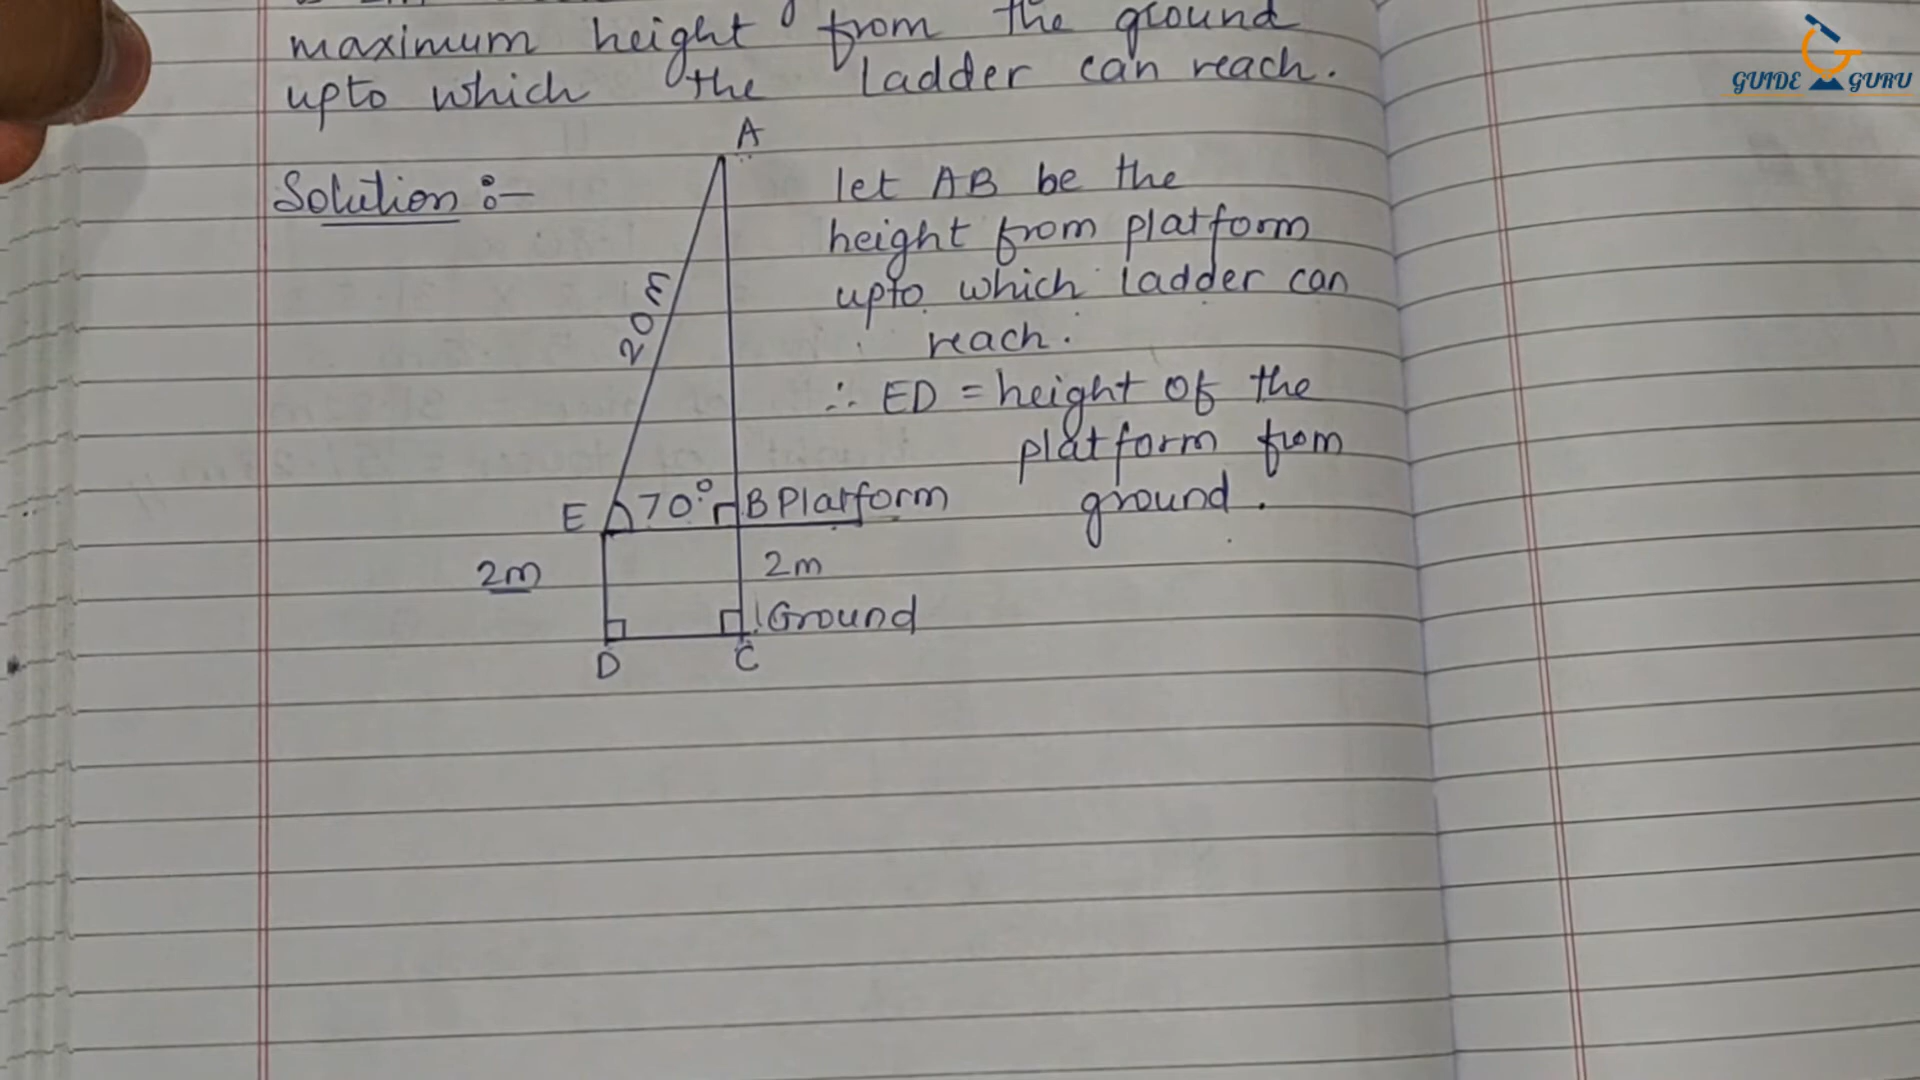 maximum height from the ground
upto which the ladder can reach.
Solution :-
A
let AB be the
height from platform
upto which ladder can
reach.
∴ ED = height of the
platform from
ground.
20m
E 70° B Platform
2m
2m
Ground
D
C
GUIDE GURU